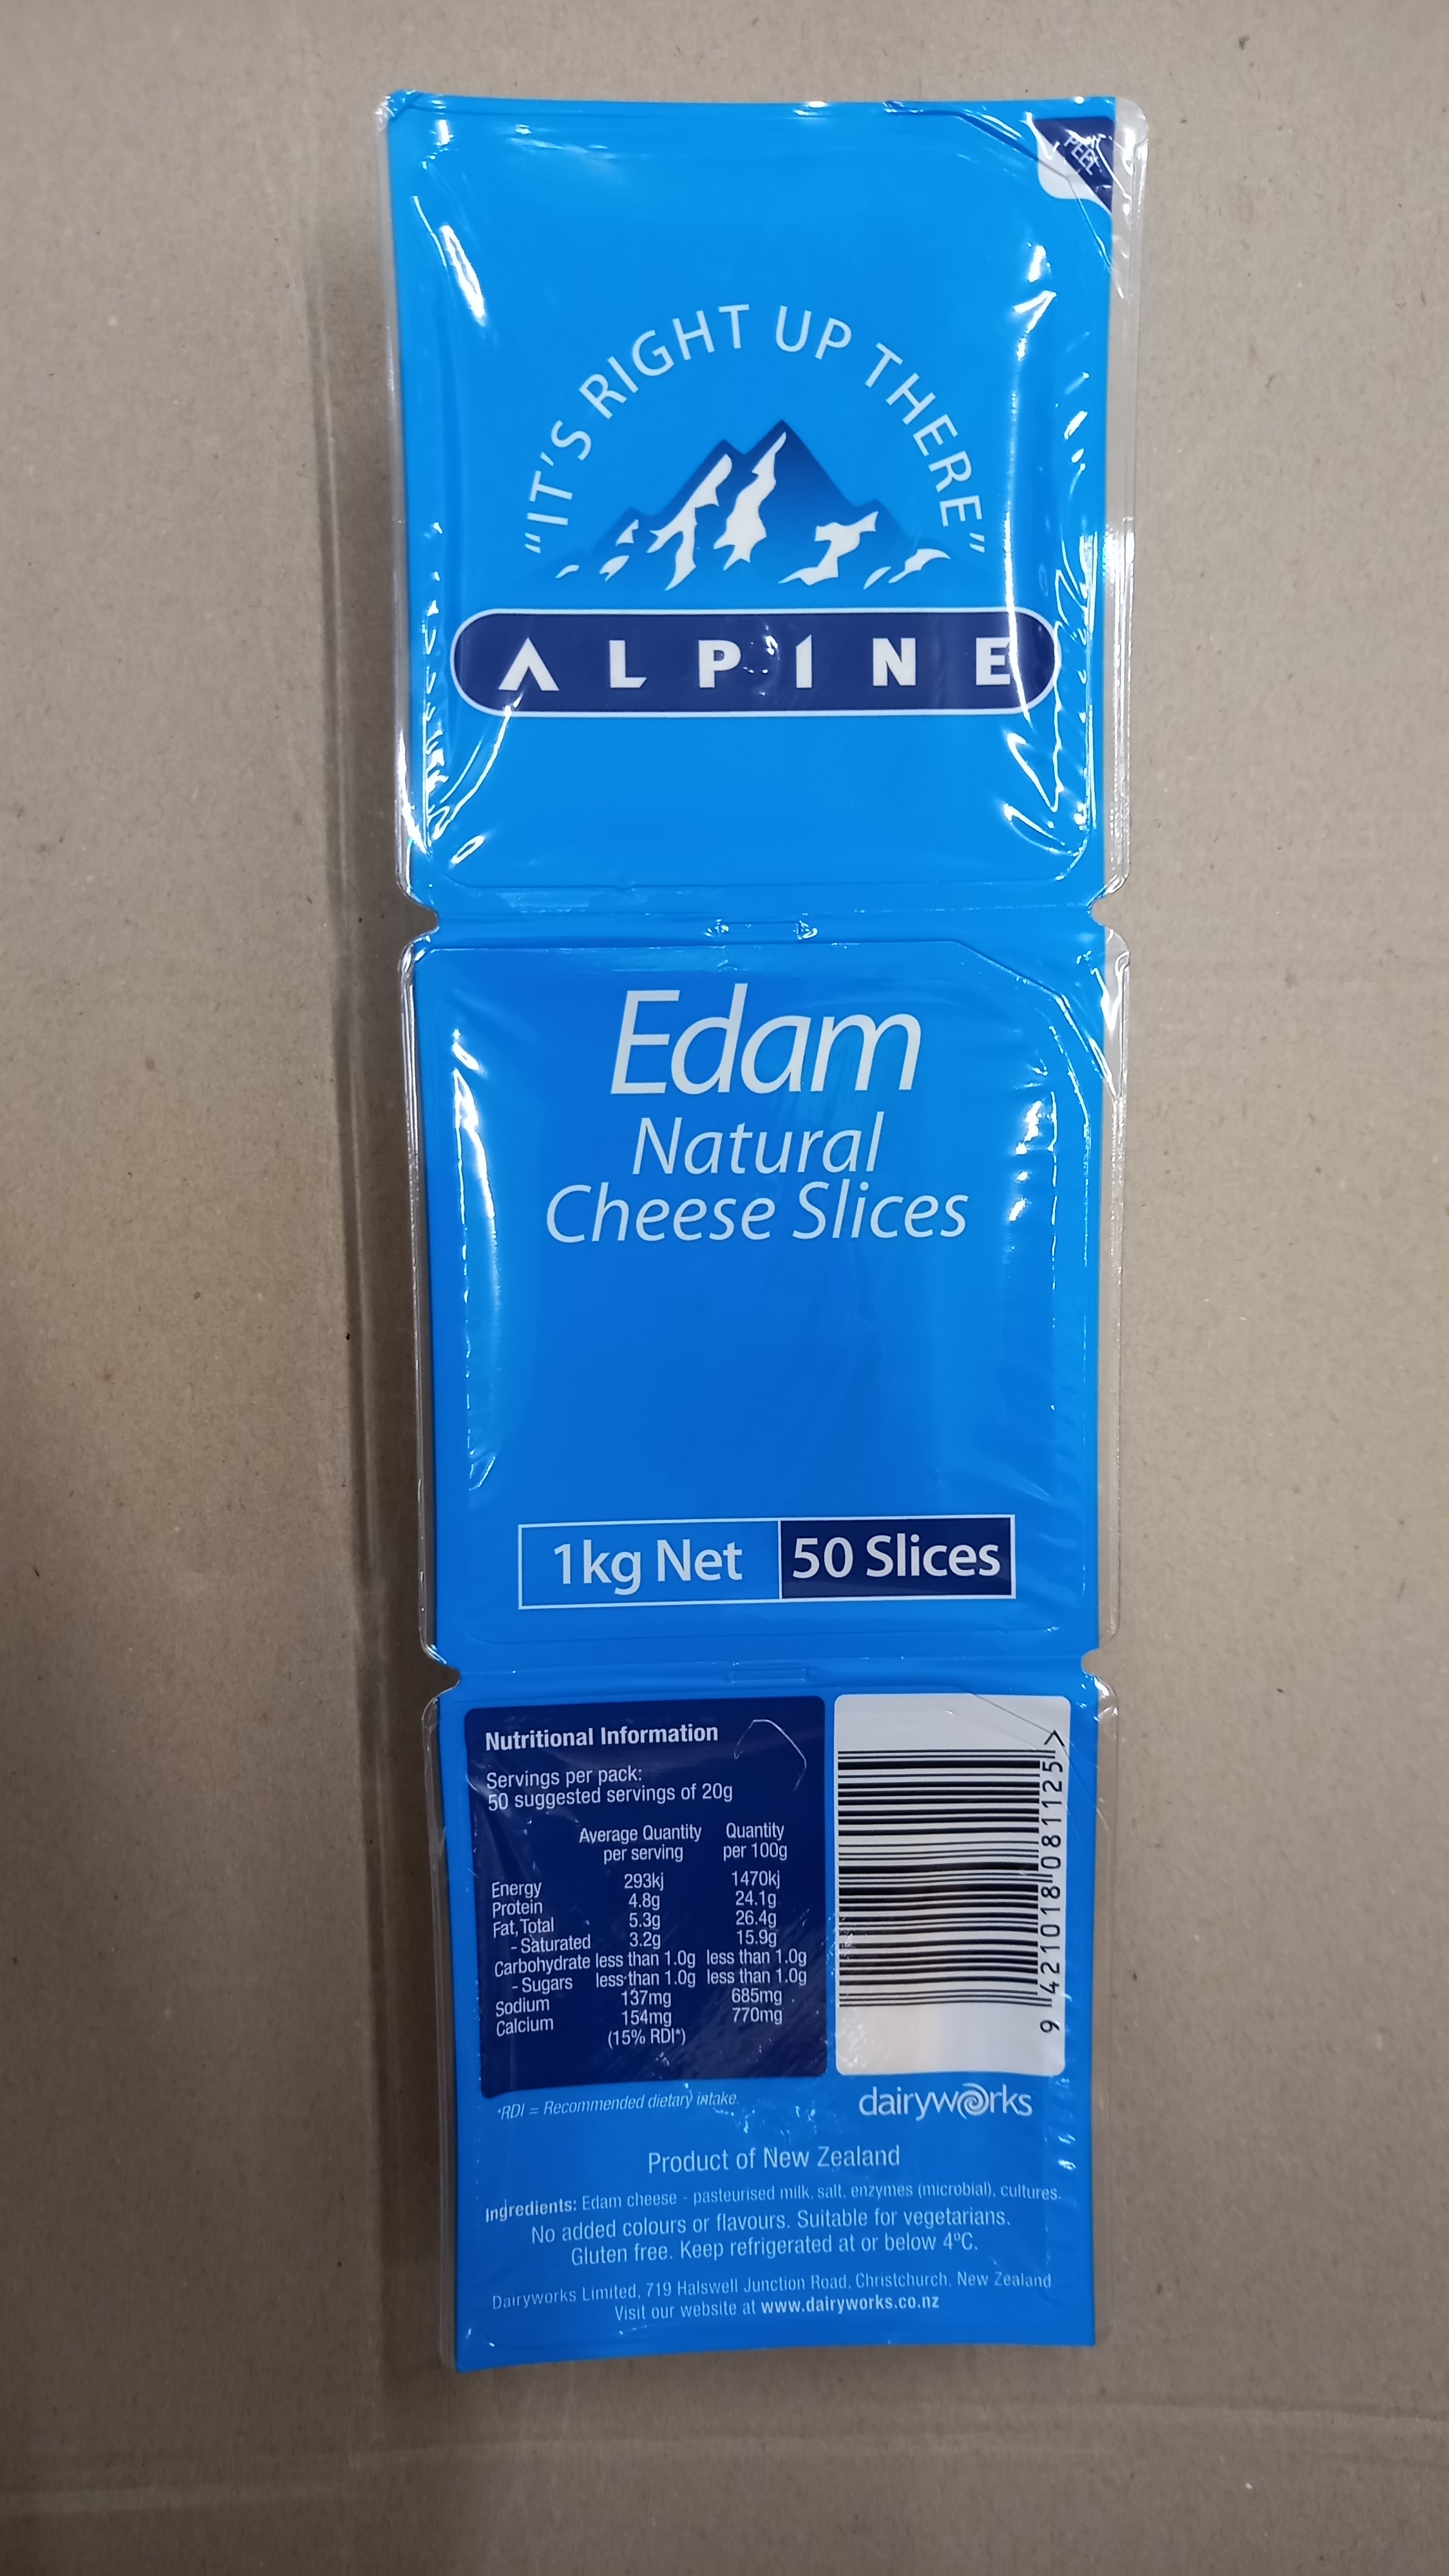 PEEL
"IT'S RIGHT UP THERE"
ALPINE
Edam
Natural
Cheese Slices
1kg Net 50 Slices
Nutritional Information
Servings per pack:
50 suggested servings of 20g
Average Quantity per serving Quantity per 100g
Energy 293kj 1470kj
Protein 4.8g 24.1g
Fat, Total 5.3g 26.4g
- Saturated 3.2g 15.9g
Carbohydrate less than 1.0g less than 1.0g
- Sugars less than 1.0g less than 1.0g
Sodium 137mg 685mg
Calcium 154mg 770mg
(15% RDI*)
*RDI = Recommended dietary intake.
9 421018 081125 >
dairyworks
Product of New Zealand
Ingredients: Edam cheese - pasteurised milk, salt, enzymes (microbial), cultures.
No added colours or flavours. Suitable for vegetarians.
Gluten free. Keep refrigerated at or below 4ºC.
Dairyworks Limited, 719 Halswell Junction Road, Christchurch, New Zealand
Visit our website at www.dairyworks.co.nz